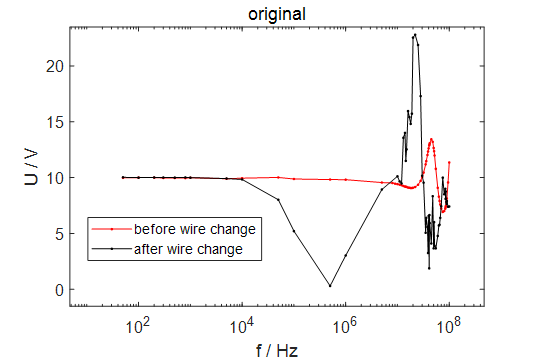 original
20
15
10
5
0
U / V
before wire change
after wire change
10^2
10^4
10^6
10^8
f / Hz